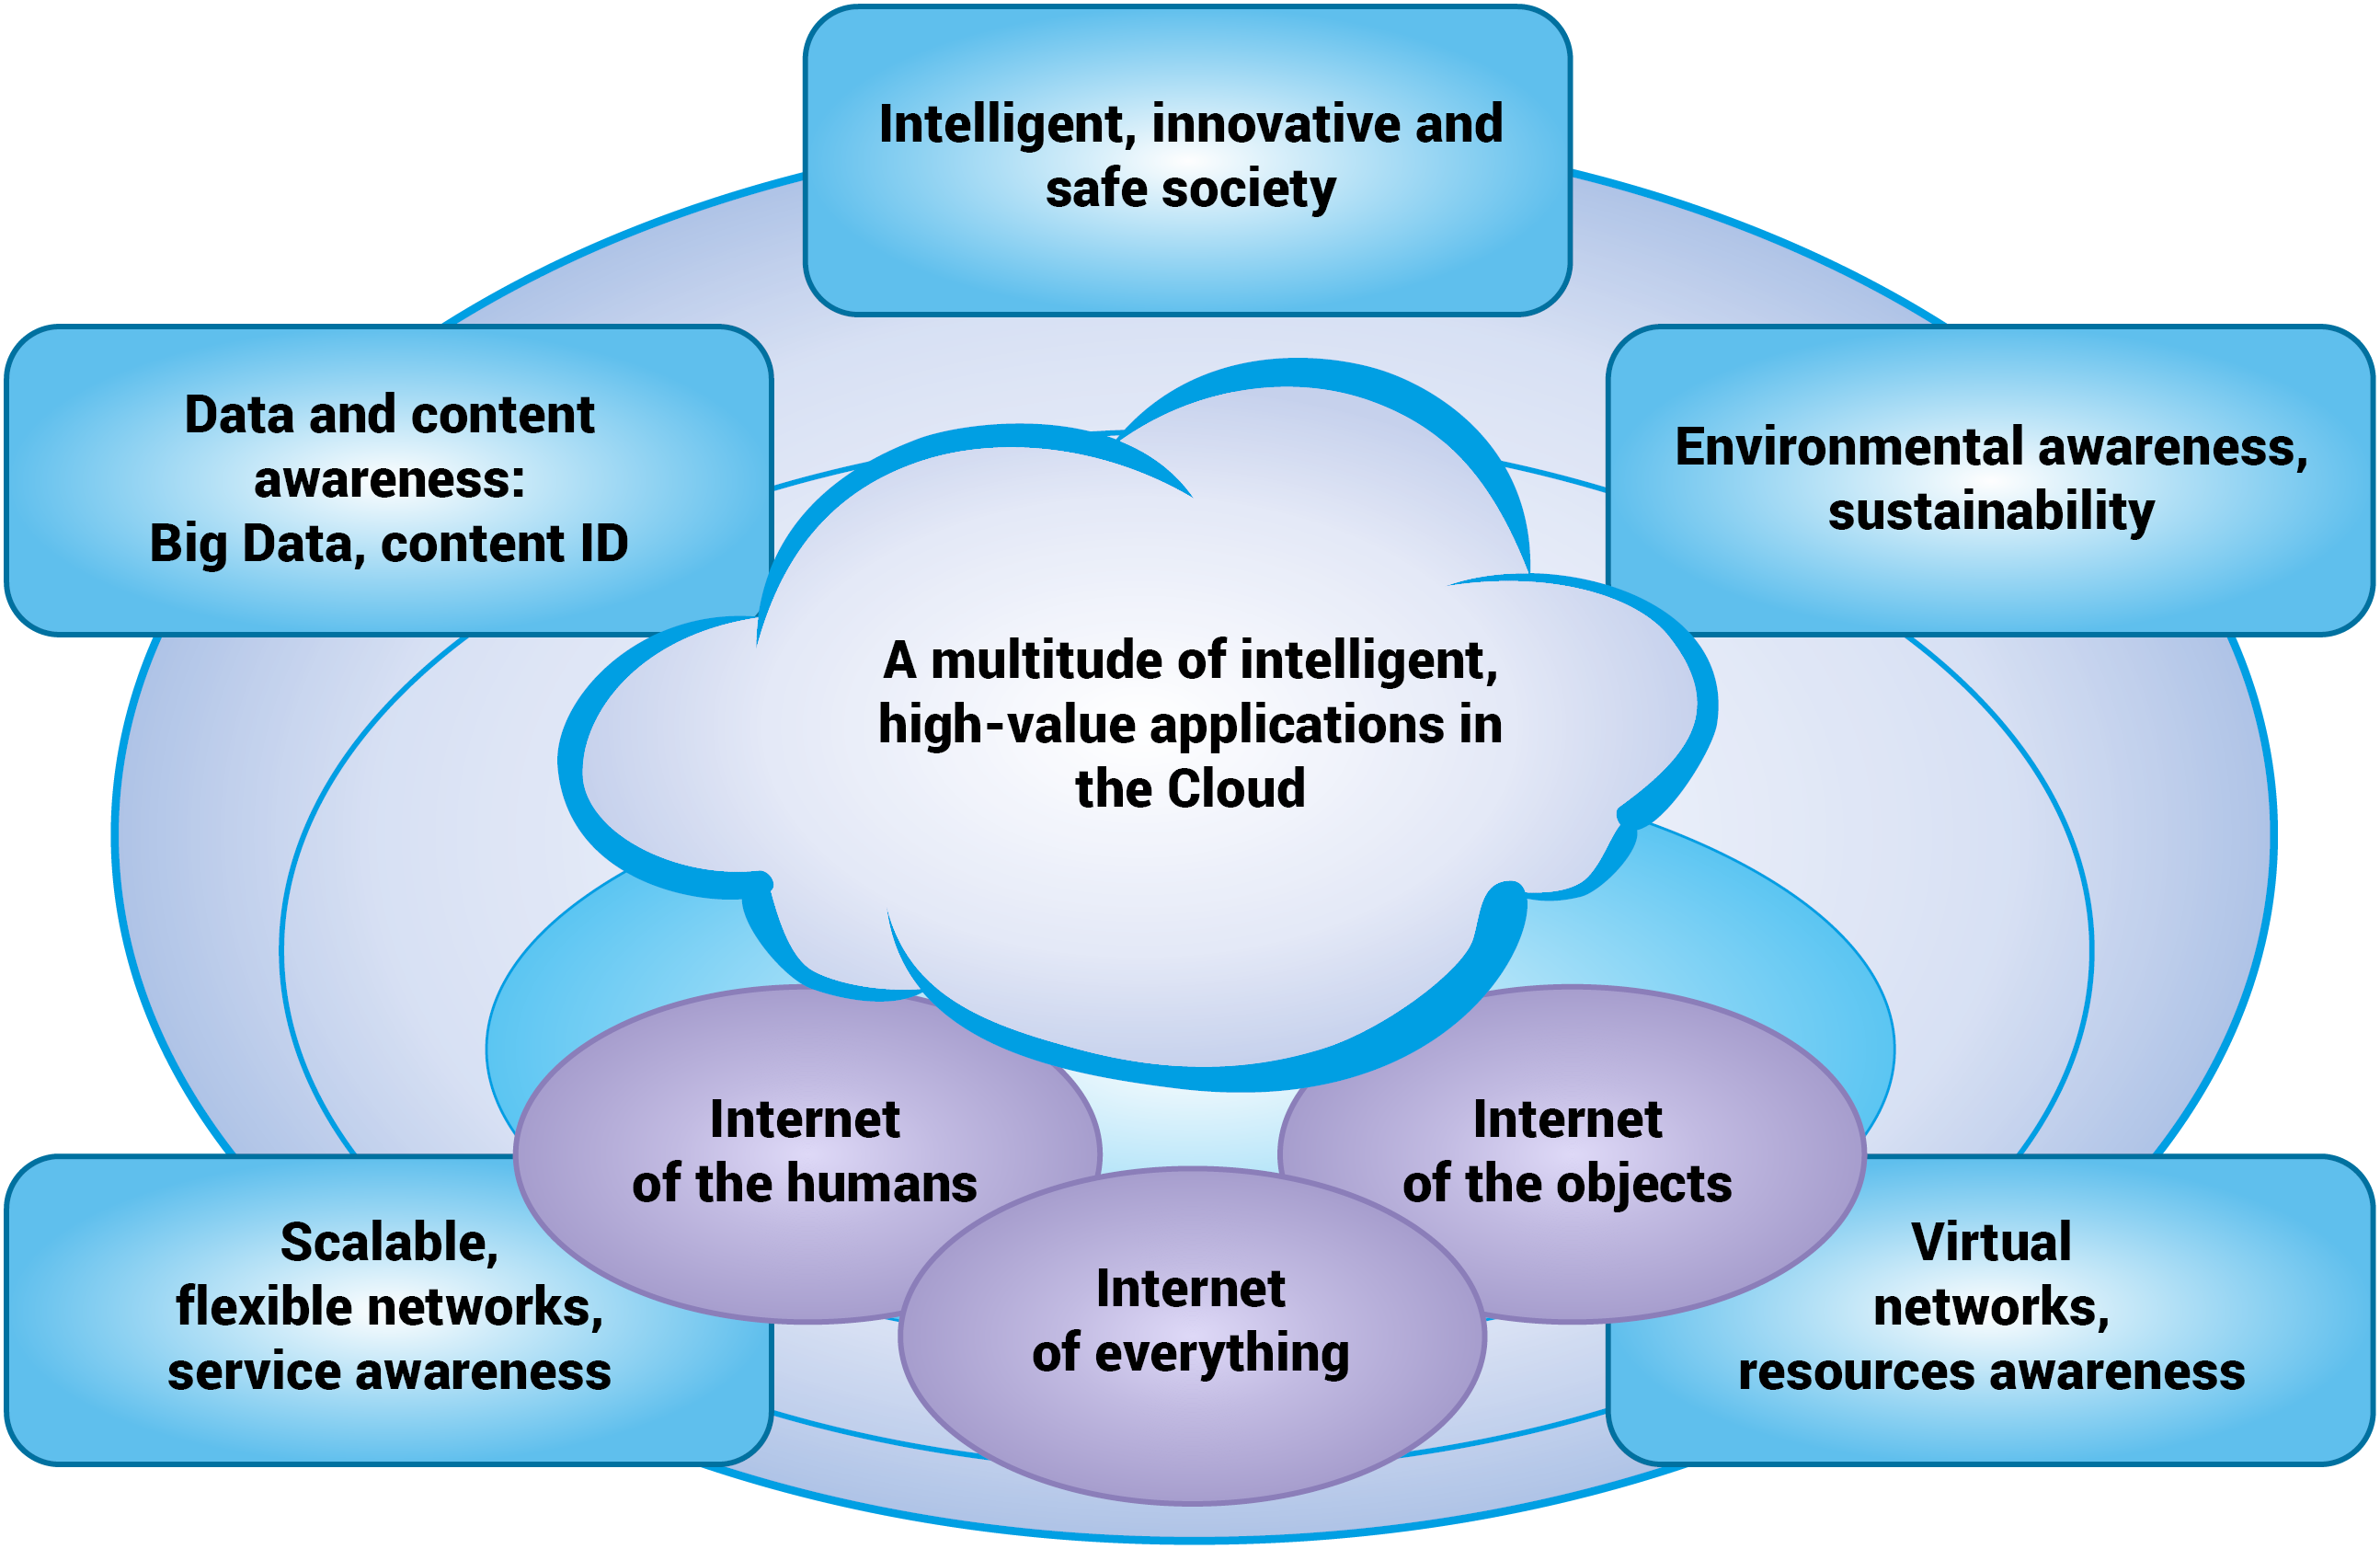 Intelligent, innovative and
safe society
Data and content
awareness:
Big Data, content ID
Environmental awareness,
sustainability
A multitude of intelligent,
high-value applications in
the Cloud
Internet
of the humans
Internet
of the objects
Internet
of everything
Scalable,
flexible networks,
service awareness
Virtual
networks,
resources awareness